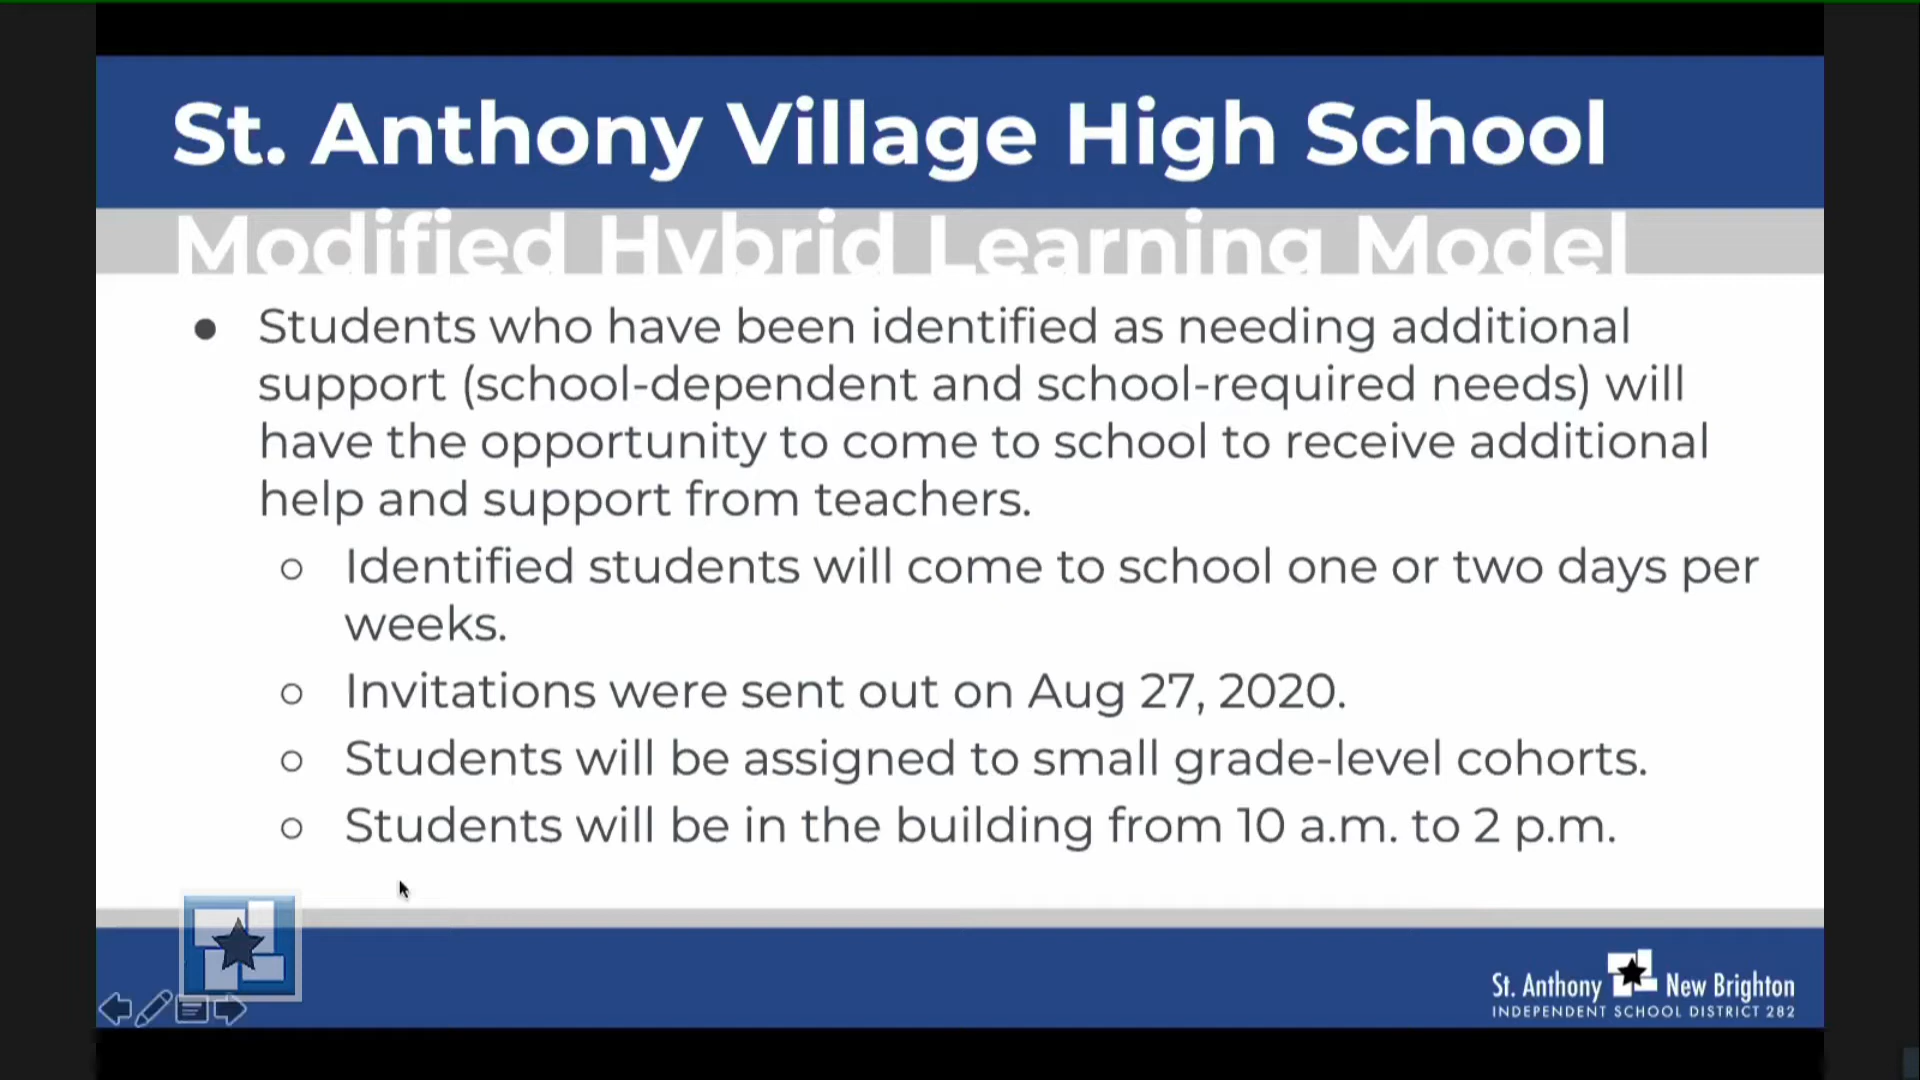 St. Anthony Village High School
Modified Hybrid Learning Model
● Students who have been identified as needing additional
support (school-dependent and school-required needs) will
have the opportunity to come to school to receive additional
help and support from teachers.
○ Identified students will come to school one or two days per
weeks.
○ Invitations were sent out on Aug 27, 2020.
○ Students will be assigned to small grade-level cohorts.
○ Students will be in the building from 10 a.m. to 2 p.m.
St. Anthony New Brighton
INDEPENDENT SCHOOL DISTRICT 282